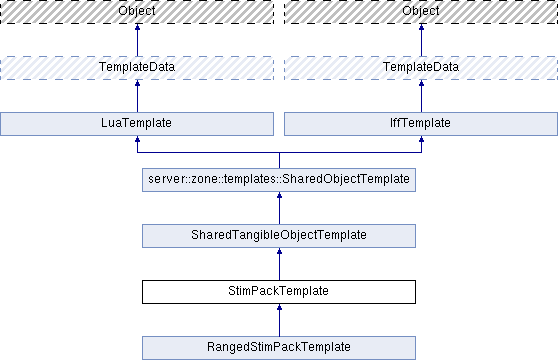 Object
Object
TemplateData
TemplateData
LuaTemplate
IffTemplate
server::zone::templates::SharedObjectTemplate
SharedTangibleObjectTemplate
StimPackTemplate
RangedStimPackTemplate